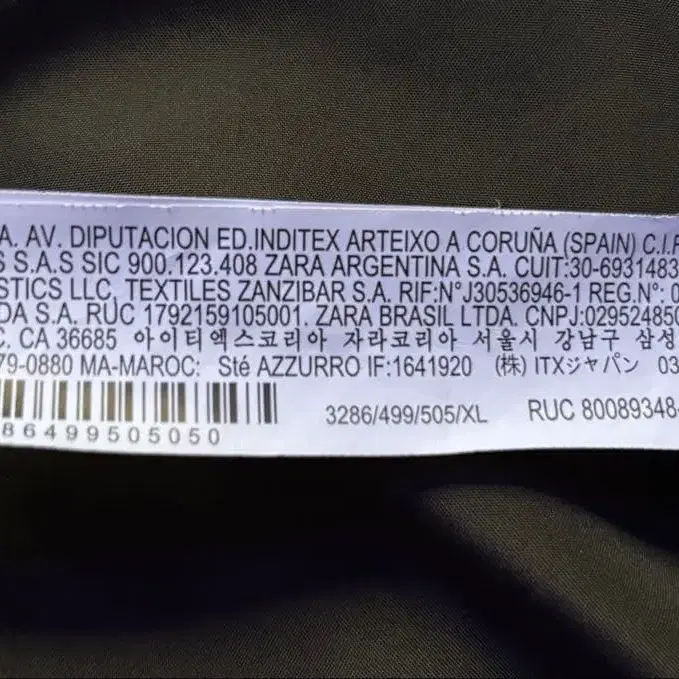 A. AV. DIPUTACION ED.INDITEX ARTEIXO A CORUÑA (SPAIN) C.I.F
S S.A.S SIC 900.123.408 ZARA ARGENTINA S.A. CUIT:30-6931483
STICS LLC, TEXTILES ZANZIBAR S.A. RIF:N°J30536946-1 REG.N°: 0
DA S.A. RUC 1792159105001. ZARA BRASIL LTDA. CNPJ:029524850
C. CA 36685 아이티엑스코리아 자라코리아 서울시 강남구 삼성
79-0880 MA-MAROC: Sté AZZURRO IF:1641920 (株) ITXジャパン 03
3286/499/505/XL RUC 80089348-
86499505050